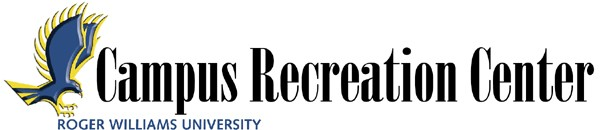 Campus Recreation Center
ROGER WILLIAMS UNIVERSITY